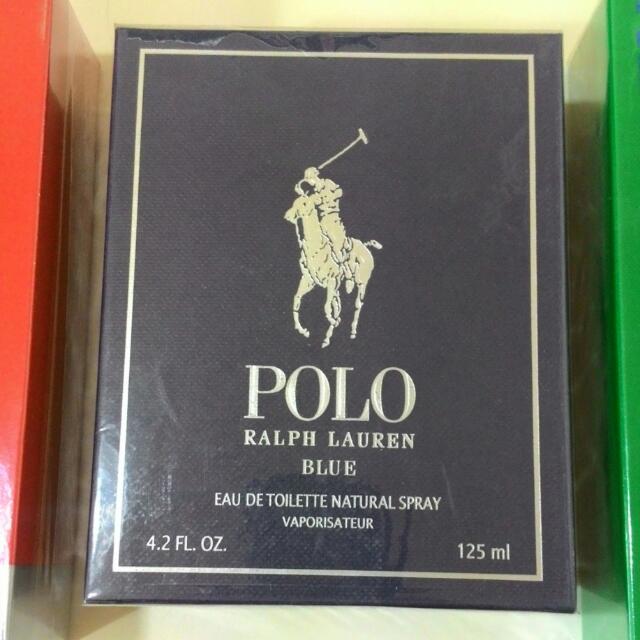 POLO
RALPH LAUREN
BLUE
EAU DE TOILETTE NATURAL SPRAY
VAPORISATEUR
4.2 FL. OZ. 125 ml